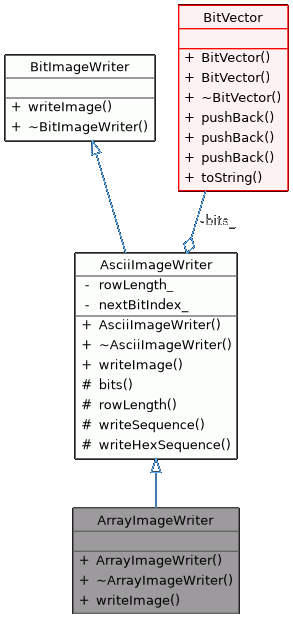 BitVector
+ BitVector()
+ BitVector()
+ ~BitVector()
+ pushBack()
+ pushBack()
+ pushBack()
+ toString()
BitImageWriter
+ writeImage()
+ ~BitImageWriter()
-bits_
AsciiImageWriter
- rowLength_
- nextBitIndex_
+ AsciiImageWriter()
+ ~AsciiImageWriter()
+ writeImage()
# bits()
# rowLength()
# writeSequence()
# writeHexSequence()
ArrayImageWriter
+ ArrayImageWriter()
+ ~ArrayImageWriter()
+ writeImage()